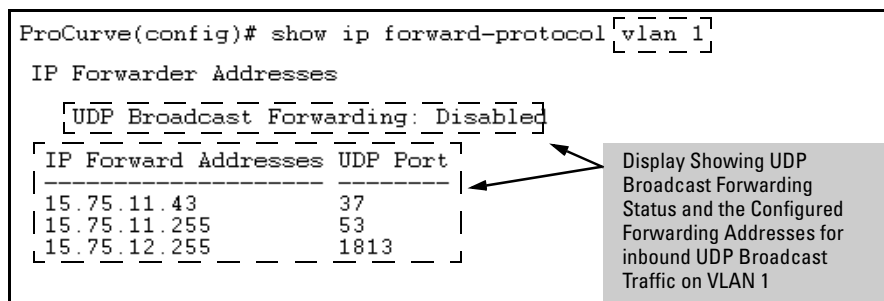 ProCurve(config)# show ip forward-protocol vlan 1
IP Forwarder Addresses
UDP Broadcast Forwarding: Disabled
IP Forward Addresses UDP Port
--------------------- --------
15.75.11.43 37
15.75.11.255 53
15.75.12.255 1813
Display Showing UDP
Broadcast Forwarding
Status and the Configured
Forwarding Addresses for
inbound UDP Broadcast
Traffic on VLAN 1